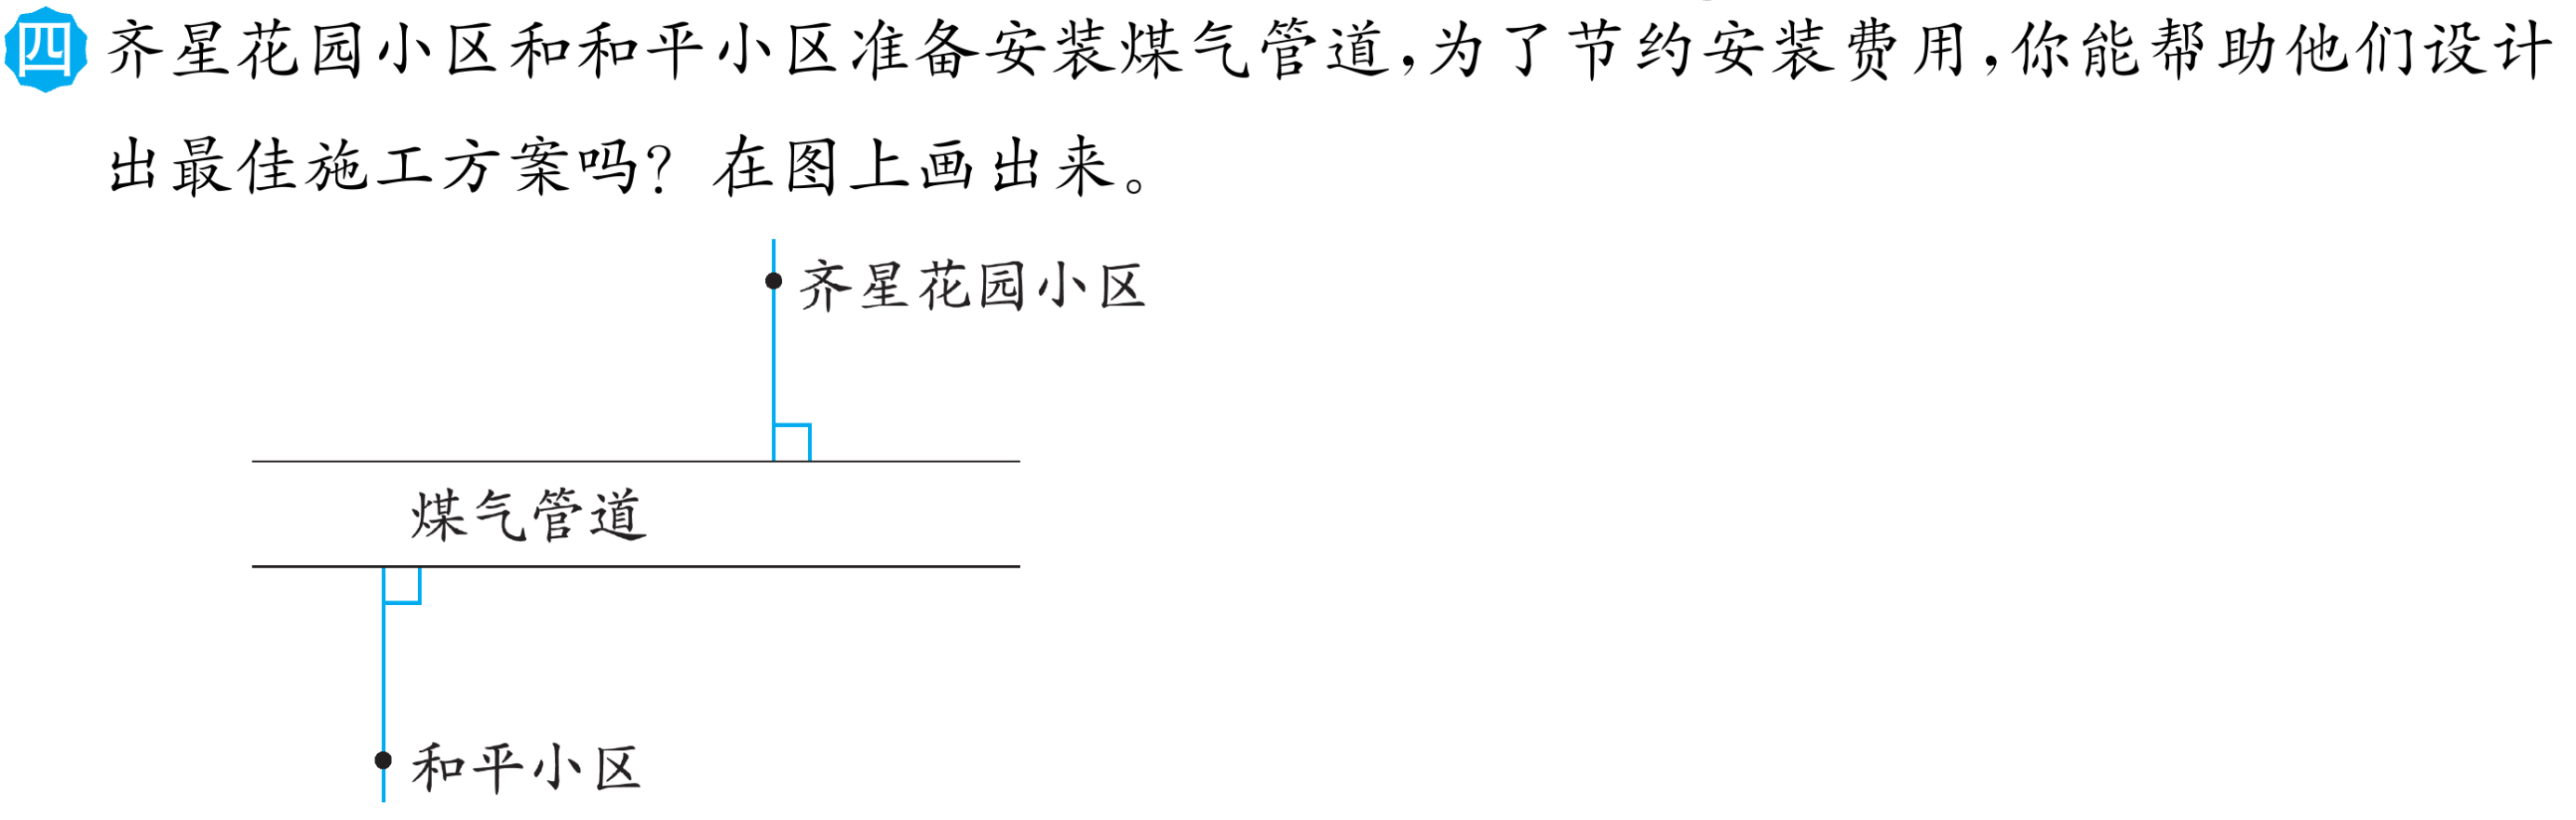 四 齐星花园小区和和平小区准备安装煤气管道,为了节约安装费用,你能帮助他们设计
出最佳施工方案吗? 在图上画出来。
齐星花园小区
煤气管道
和平小区